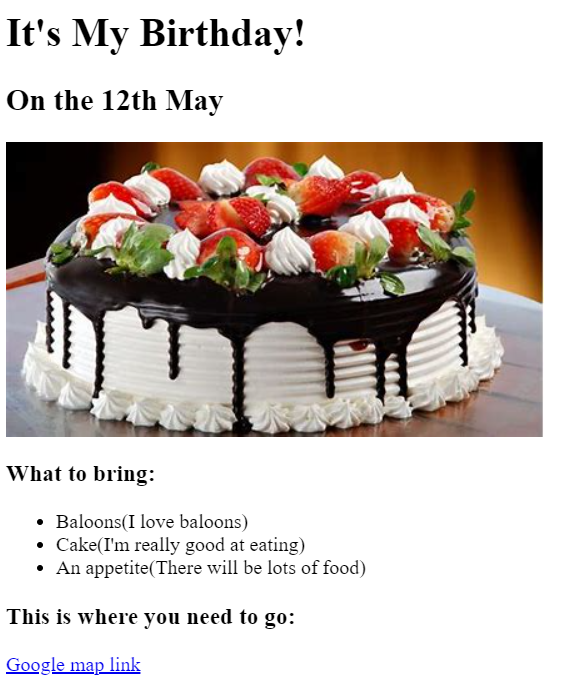 It's My Birthday!
On the 12th May
What to bring:
Baloons(I love baloons)
Cake(I'm really good at eating)
An appetite(There will be lots of food)
This is where you need to go:
Google map link